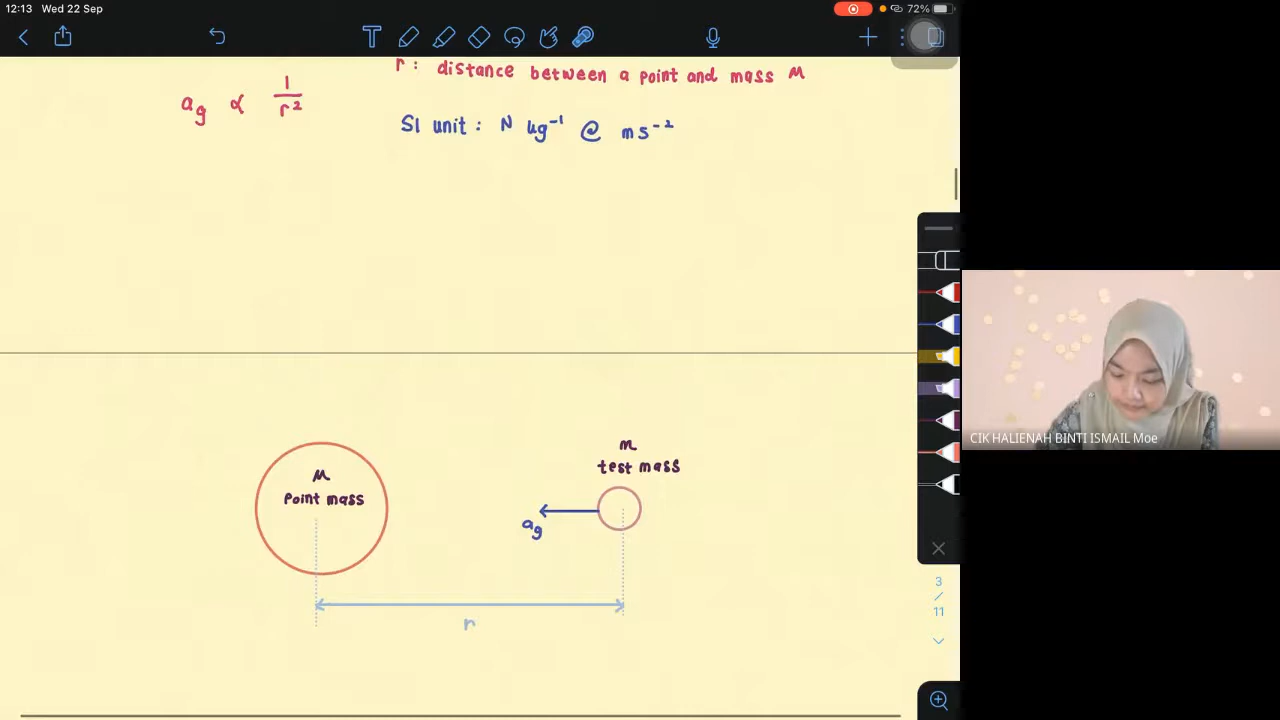 12:13 Wed 22 Sep
72%
r : distance between a point and mass M
a_g ∝ 1/r²
SI unit : N kg⁻¹ @ ms⁻²
M
point mass
m
test mass
a_g
r
3
/
11
CIK HALIENAH BINTI ISMAIL Moe